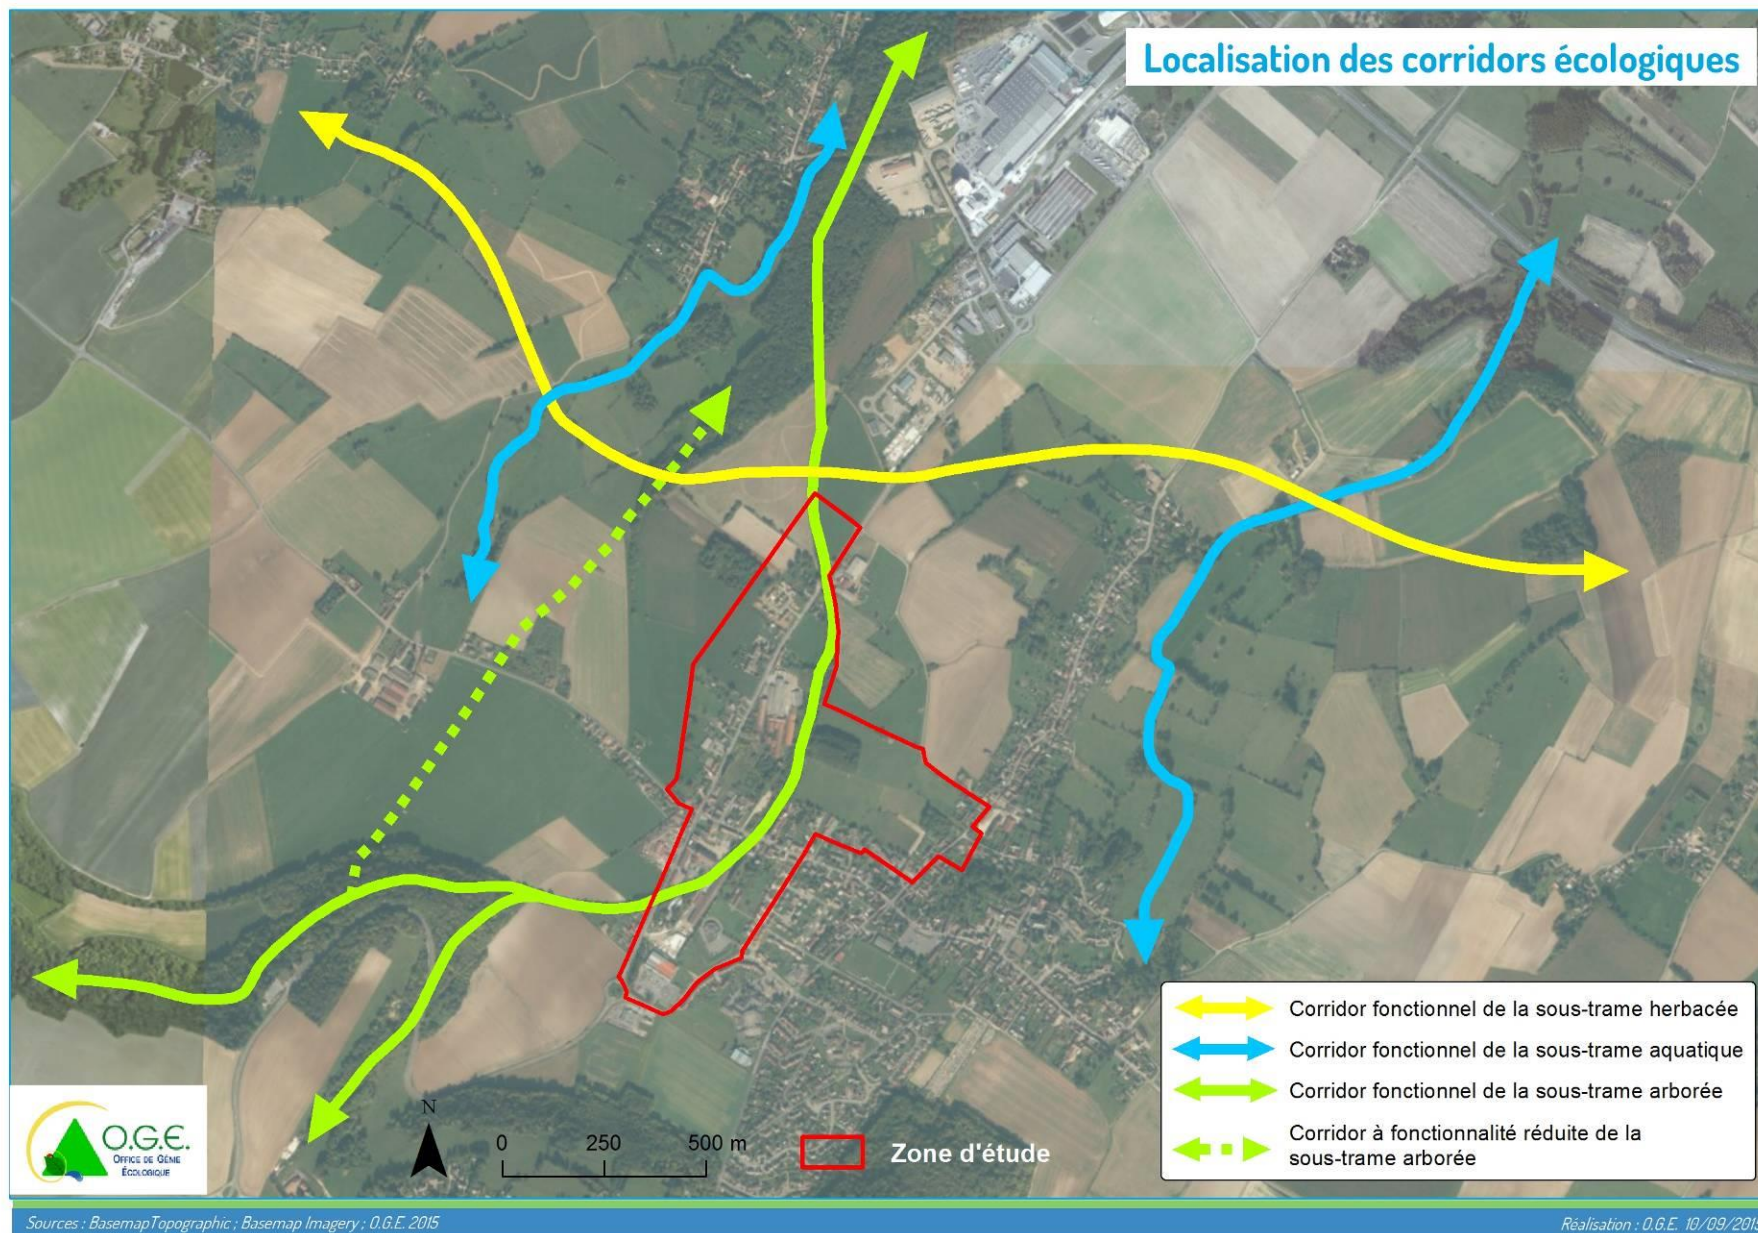 Localisation des corridors écologiques
Corridor fonctionnel de la sous-trame herbacée
Corridor fonctionnel de la sous-trame aquatique
Corridor fonctionnel de la sous-trame arborée
Corridor à fonctionnalité réduite de la
sous-trame arborée
O.G.E.
OFFICE DE GÉNIE
ÉCOLOGIQUE
N
0 250 500 m
Zone d'étude
Sources : BasemapTopographic ; Basemap Imagery ; O.G.E. 2015
Réalisation : O.G.E. 10/09/2015